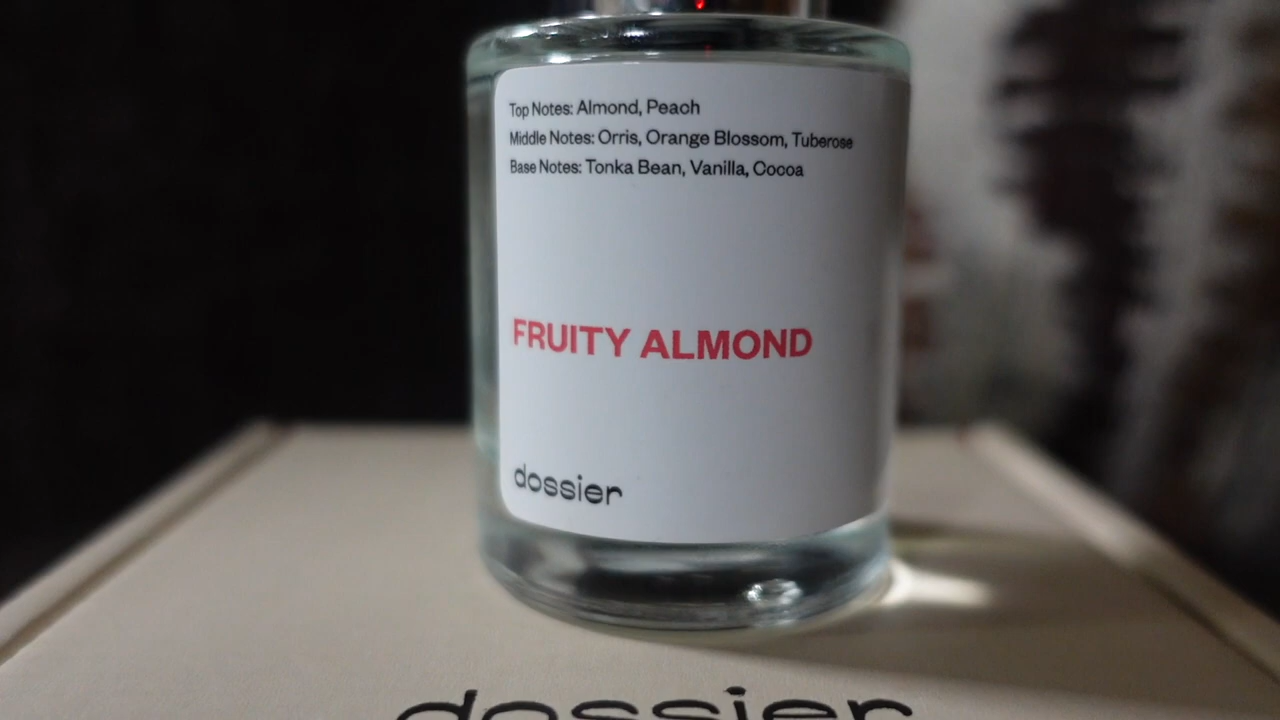 Top Notes: Almond, Peach
Middle Notes: Orris, Orange Blossom, Tuberose
Base Notes: Tonka Bean, Vanilla, Cocoa
FRUITY ALMOND
dossier
dossier